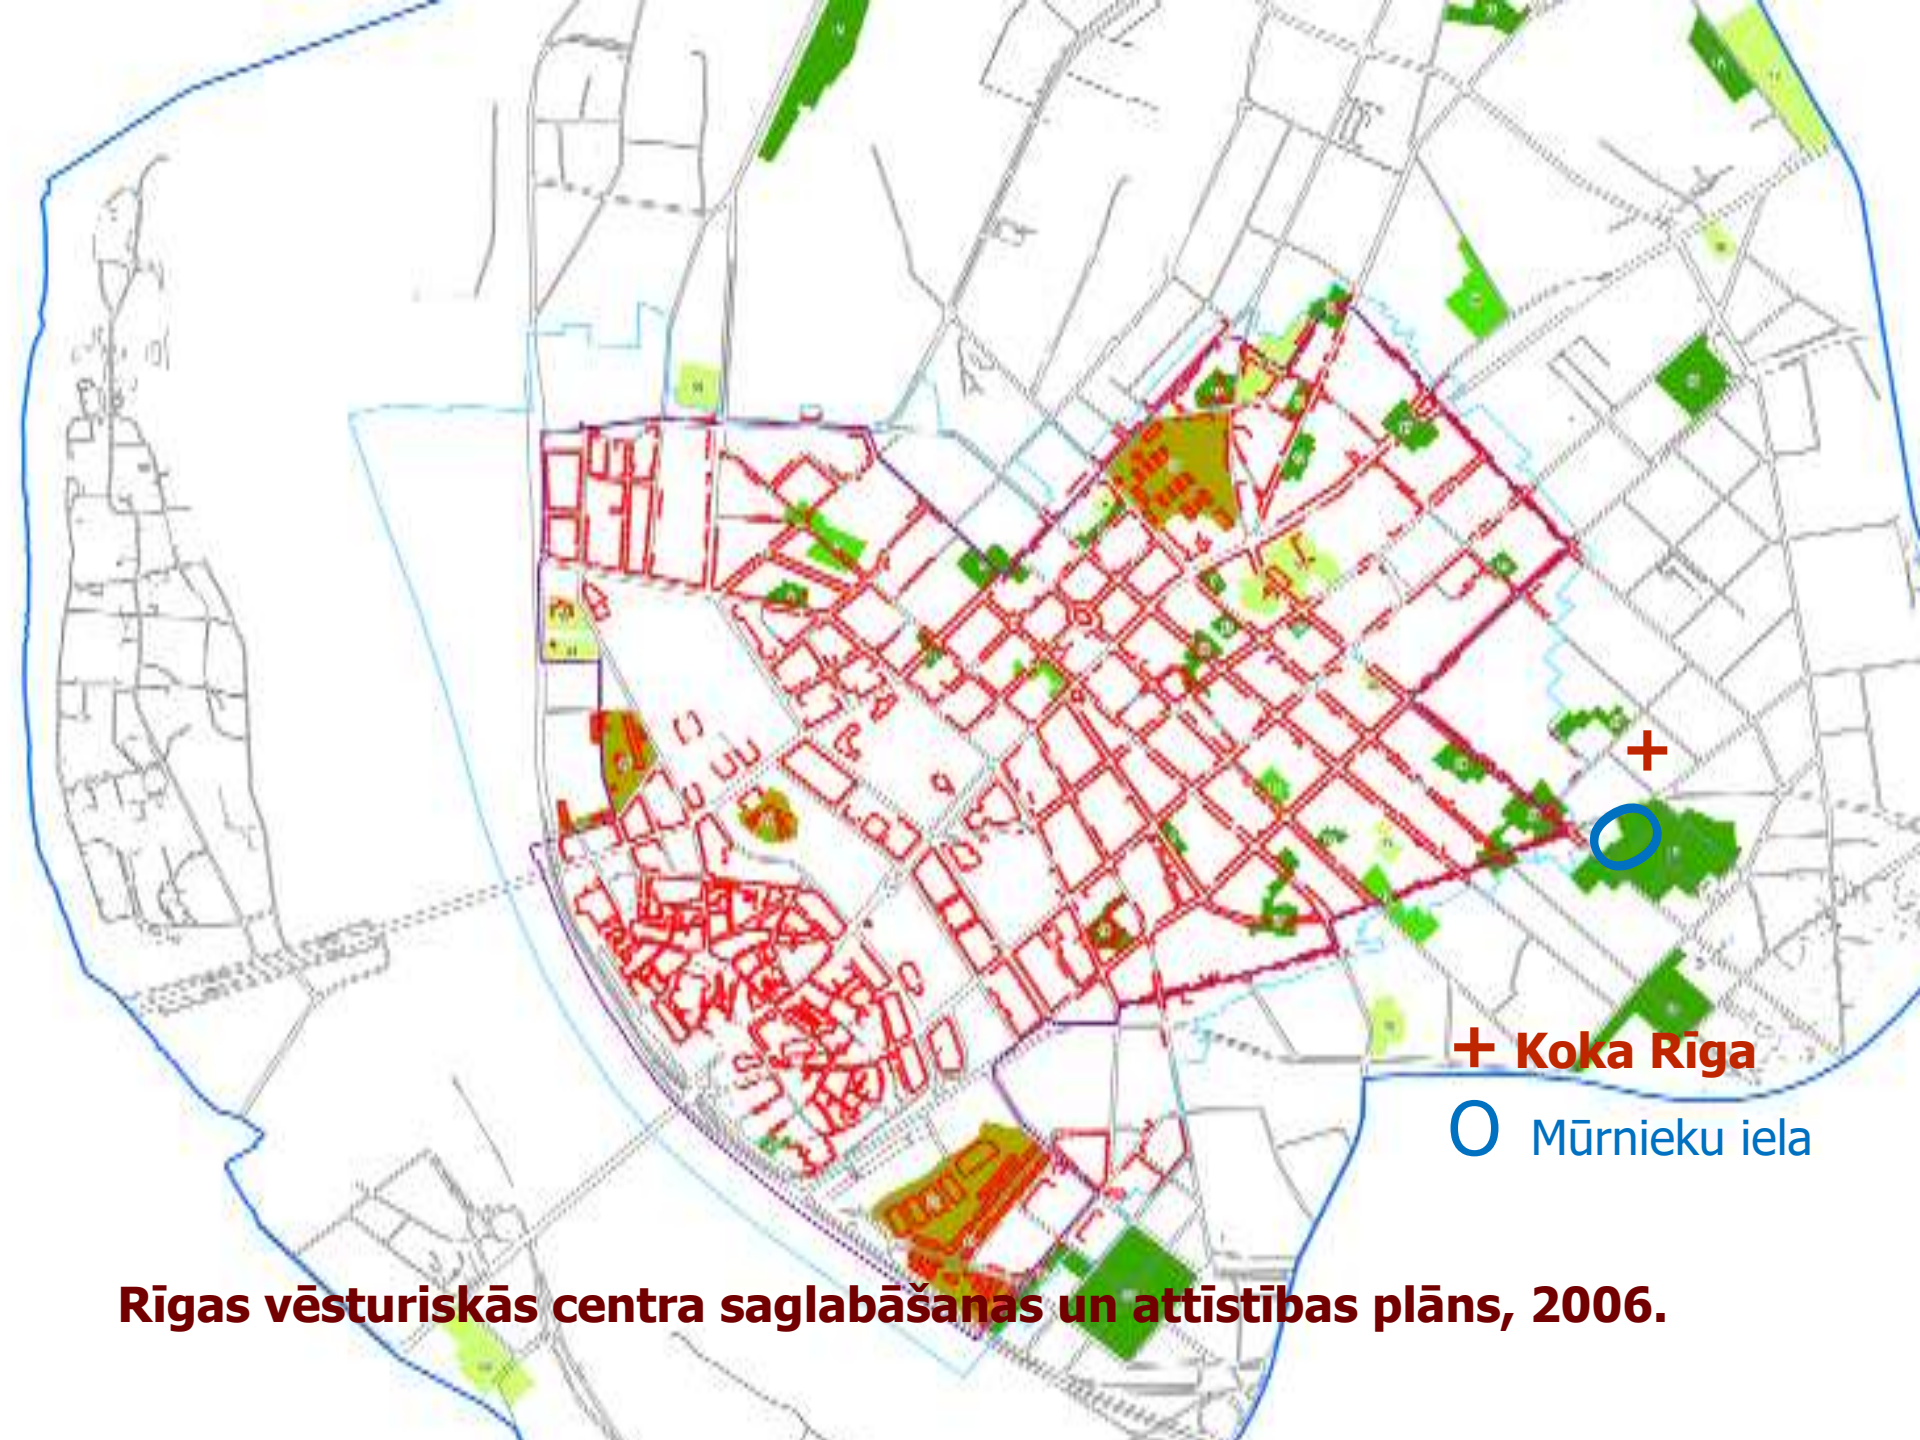 +
+ Koka Rīga
O Mūrnieku iela
Rīgas vēsturiskās centra saglabāšanas un attīstības plāns, 2006.